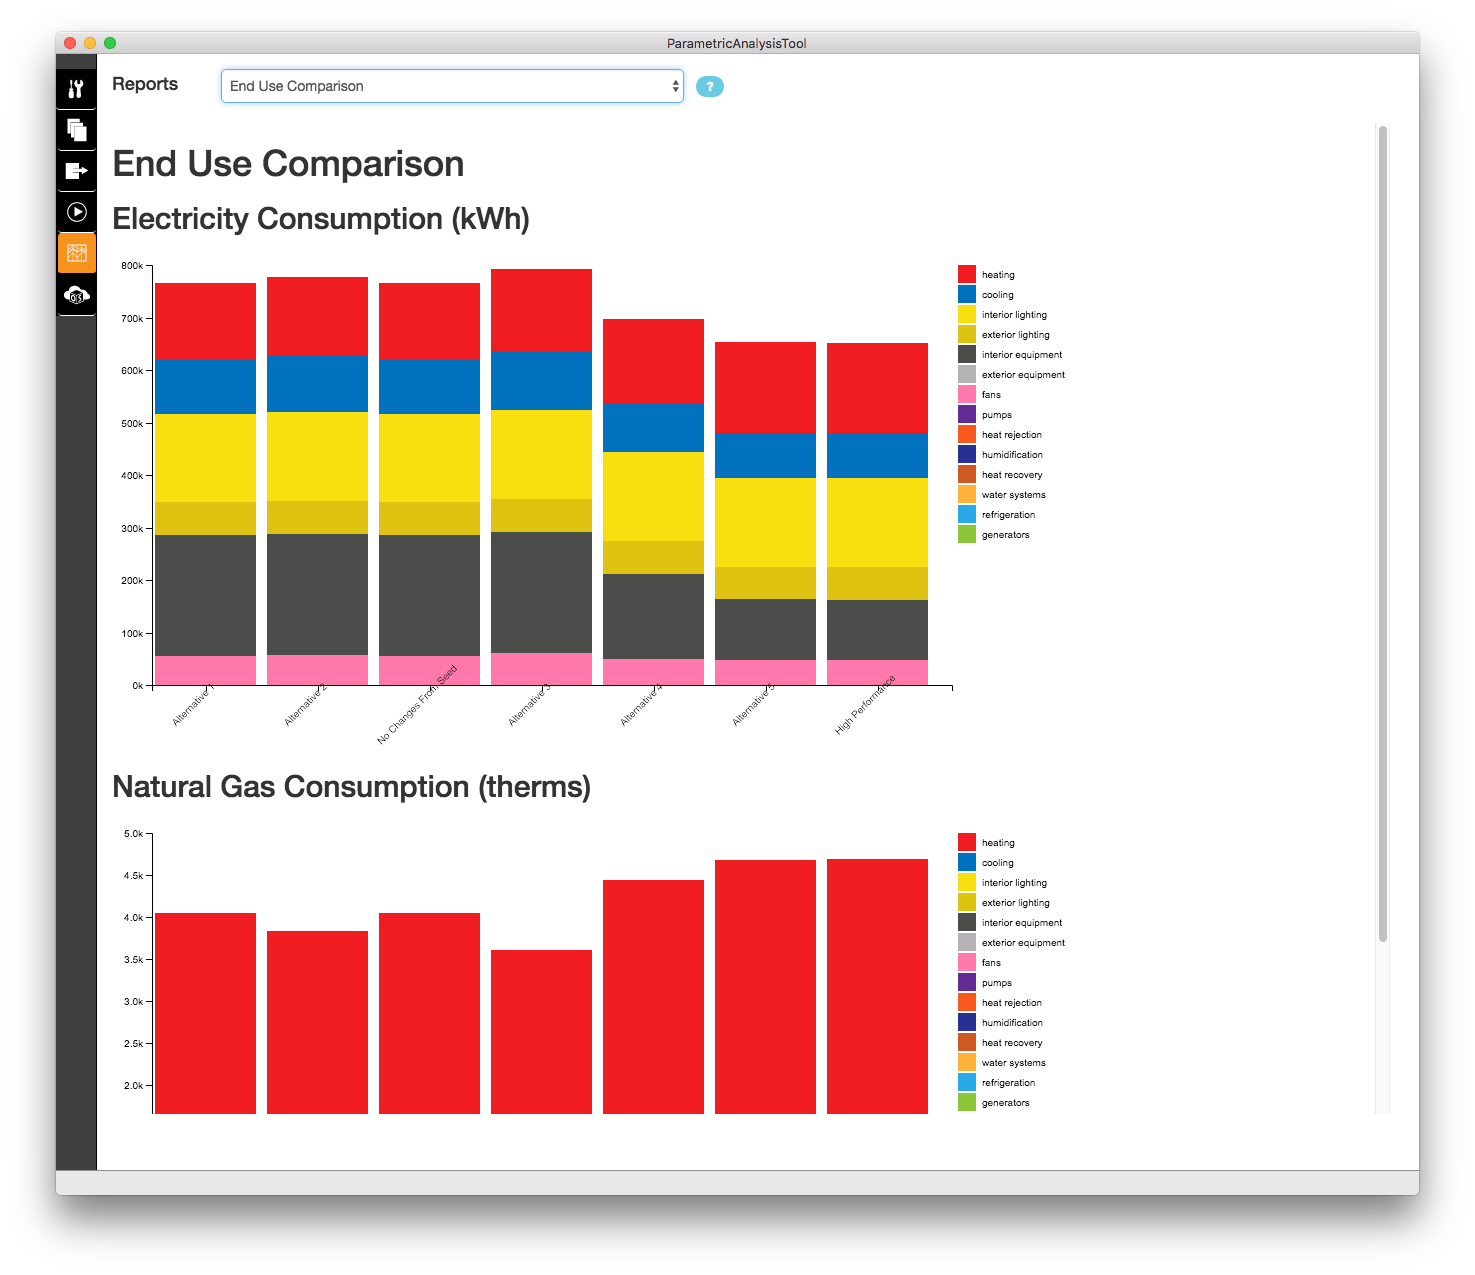 ParametricAnalysisTool
Reports
End Use Comparison
?
End Use Comparison
Electricity Consumption (kWh)
800k
700k
600k
500k
400k
300k
200k
100k
0k
Alternative 1
Alternative 2
No Changes From Seed
Alternative 3
Alternative 4
Alternative 5
High Performance
heating
cooling
interior lighting
exterior lighting
interior equipment
exterior equipment
fans
pumps
heat rejection
humidification
heat recovery
water systems
refrigeration
generators
Natural Gas Consumption (therms)
5.0k
4.5k
4.0k
3.5k
3.0k
2.5k
2.0k
heating
cooling
interior lighting
exterior lighting
interior equipment
exterior equipment
fans
pumps
heat rejection
humidification
heat recovery
water systems
refrigeration
generators